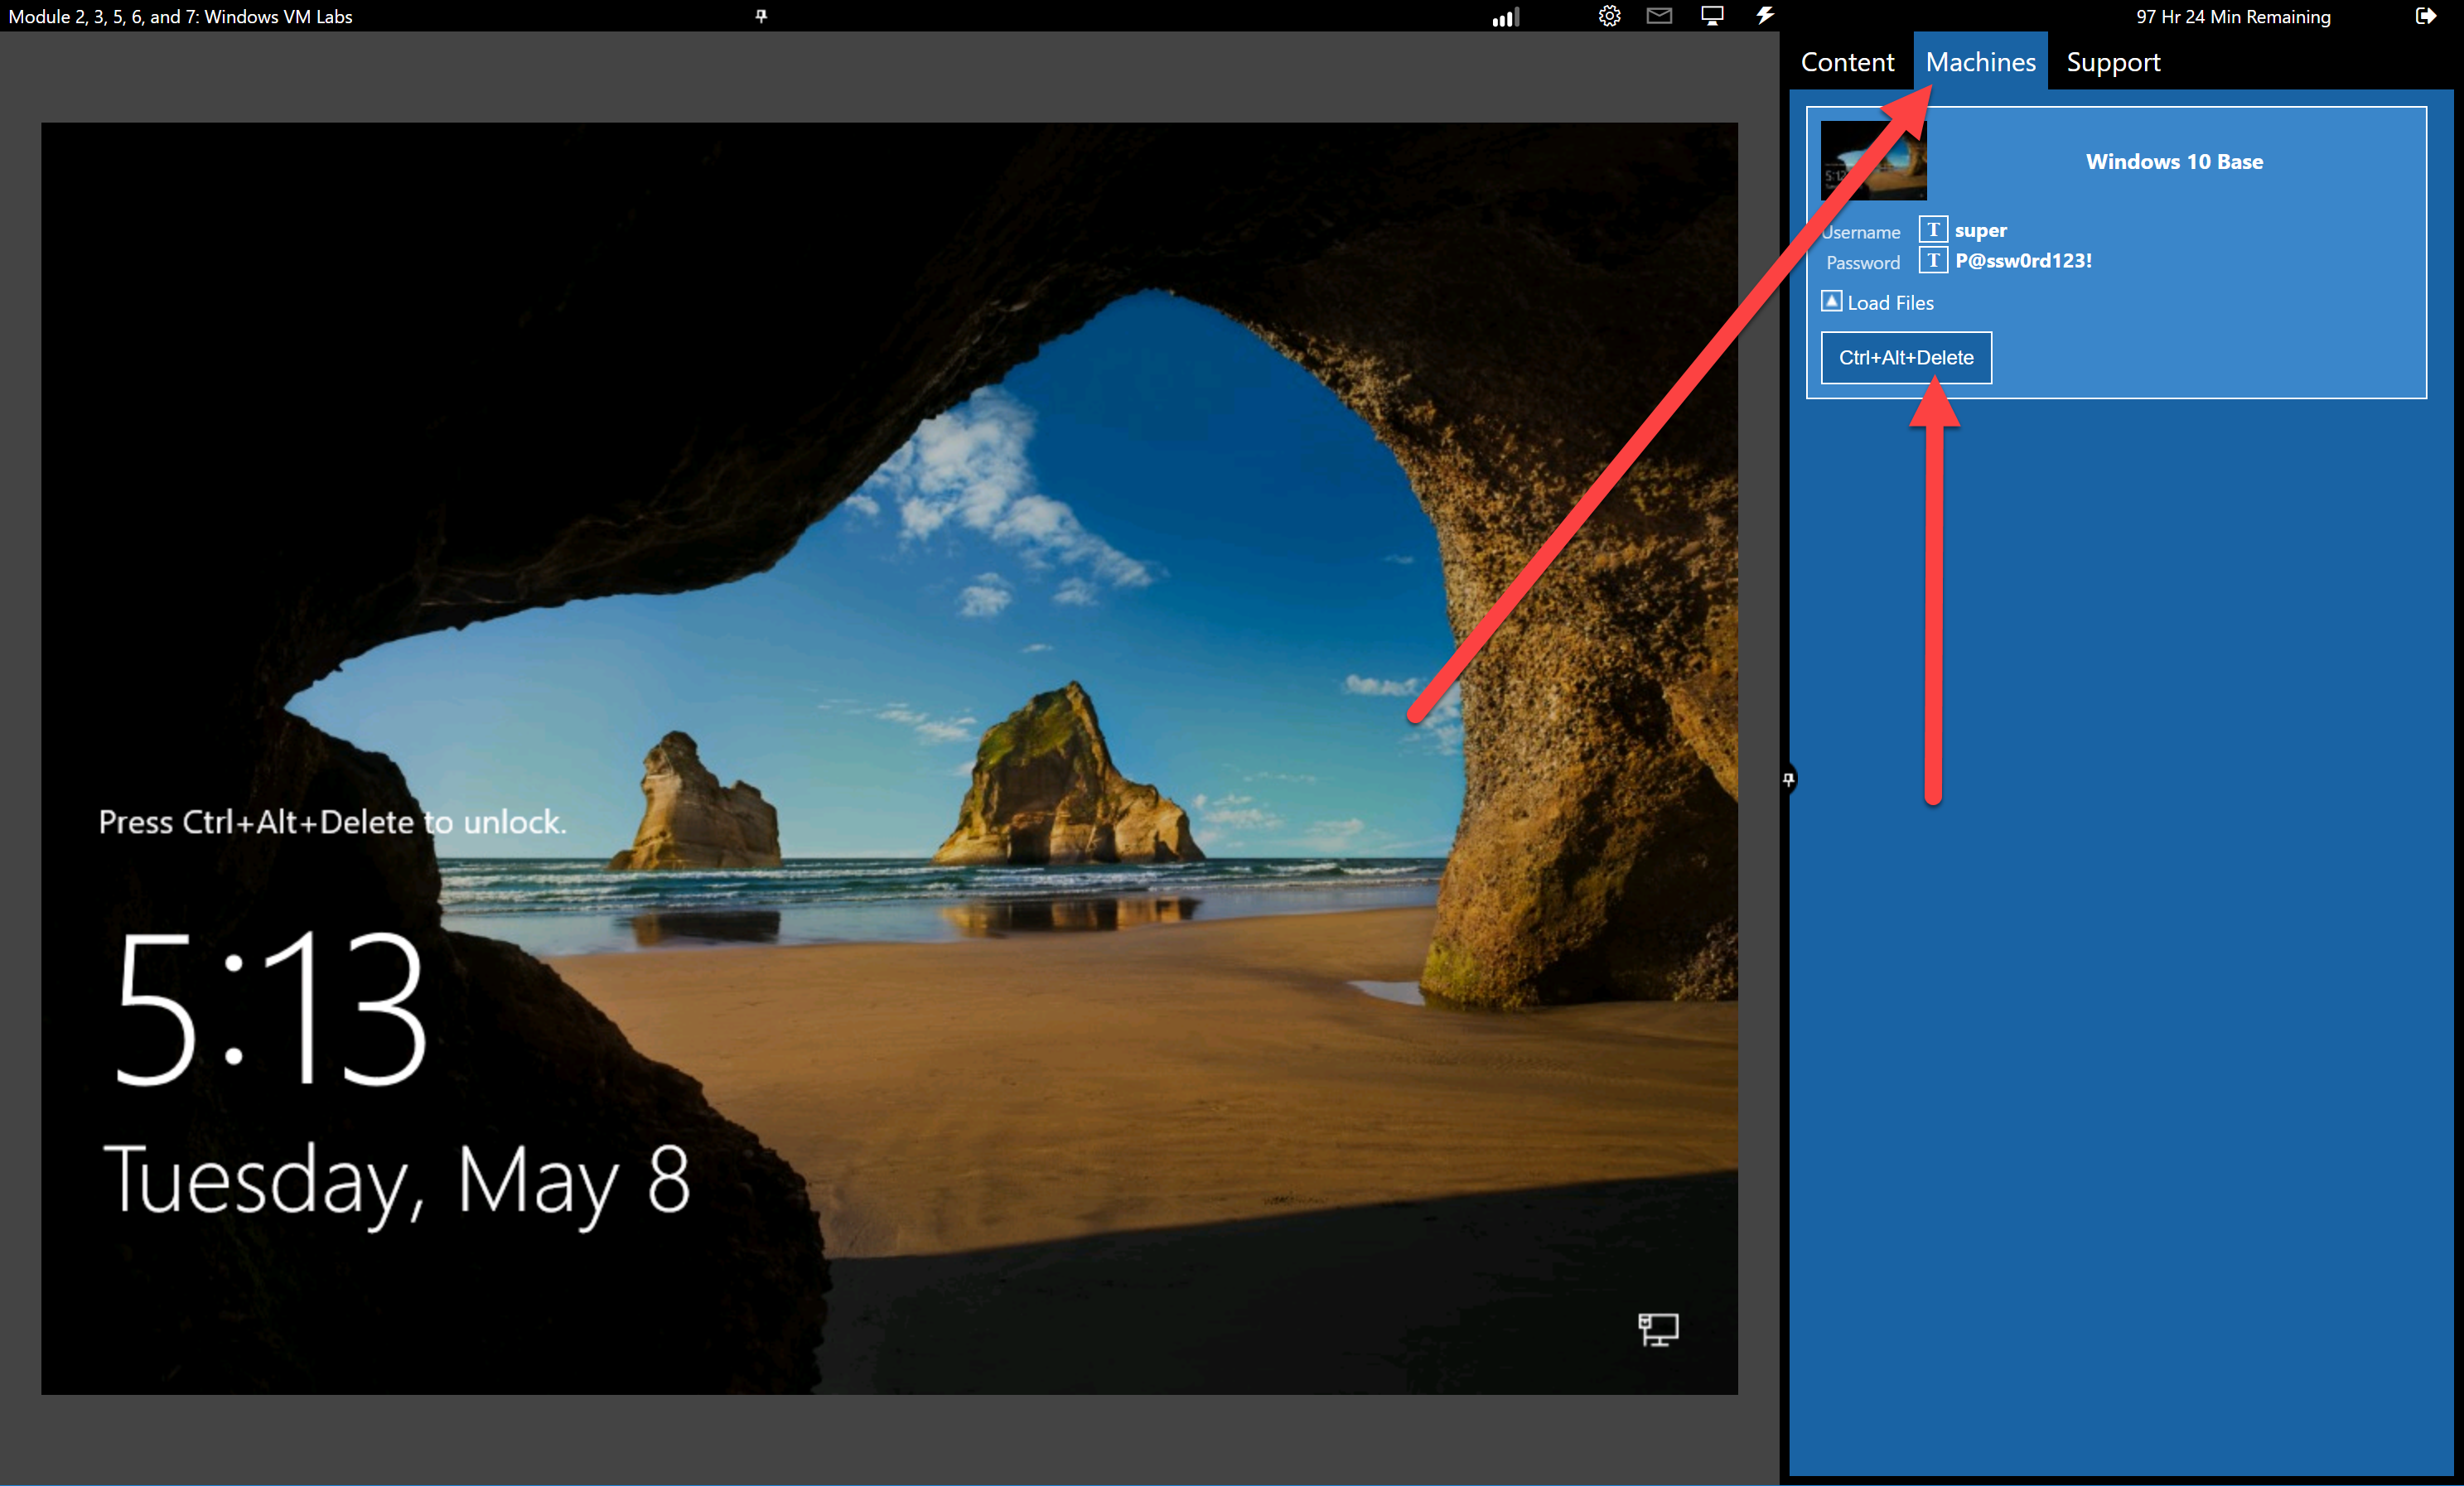 Module 2, 3, 5, 6, and 7: Windows VM Labs
97 Hr 24 Min Remaining
Content Machines Support
Windows 10 Base
Username T super
Password T P@ssw0rd123!
Load Files
Ctrl+Alt+Delete
Press Ctrl+Alt+Delete to unlock.
5:13
Tuesday, May 8